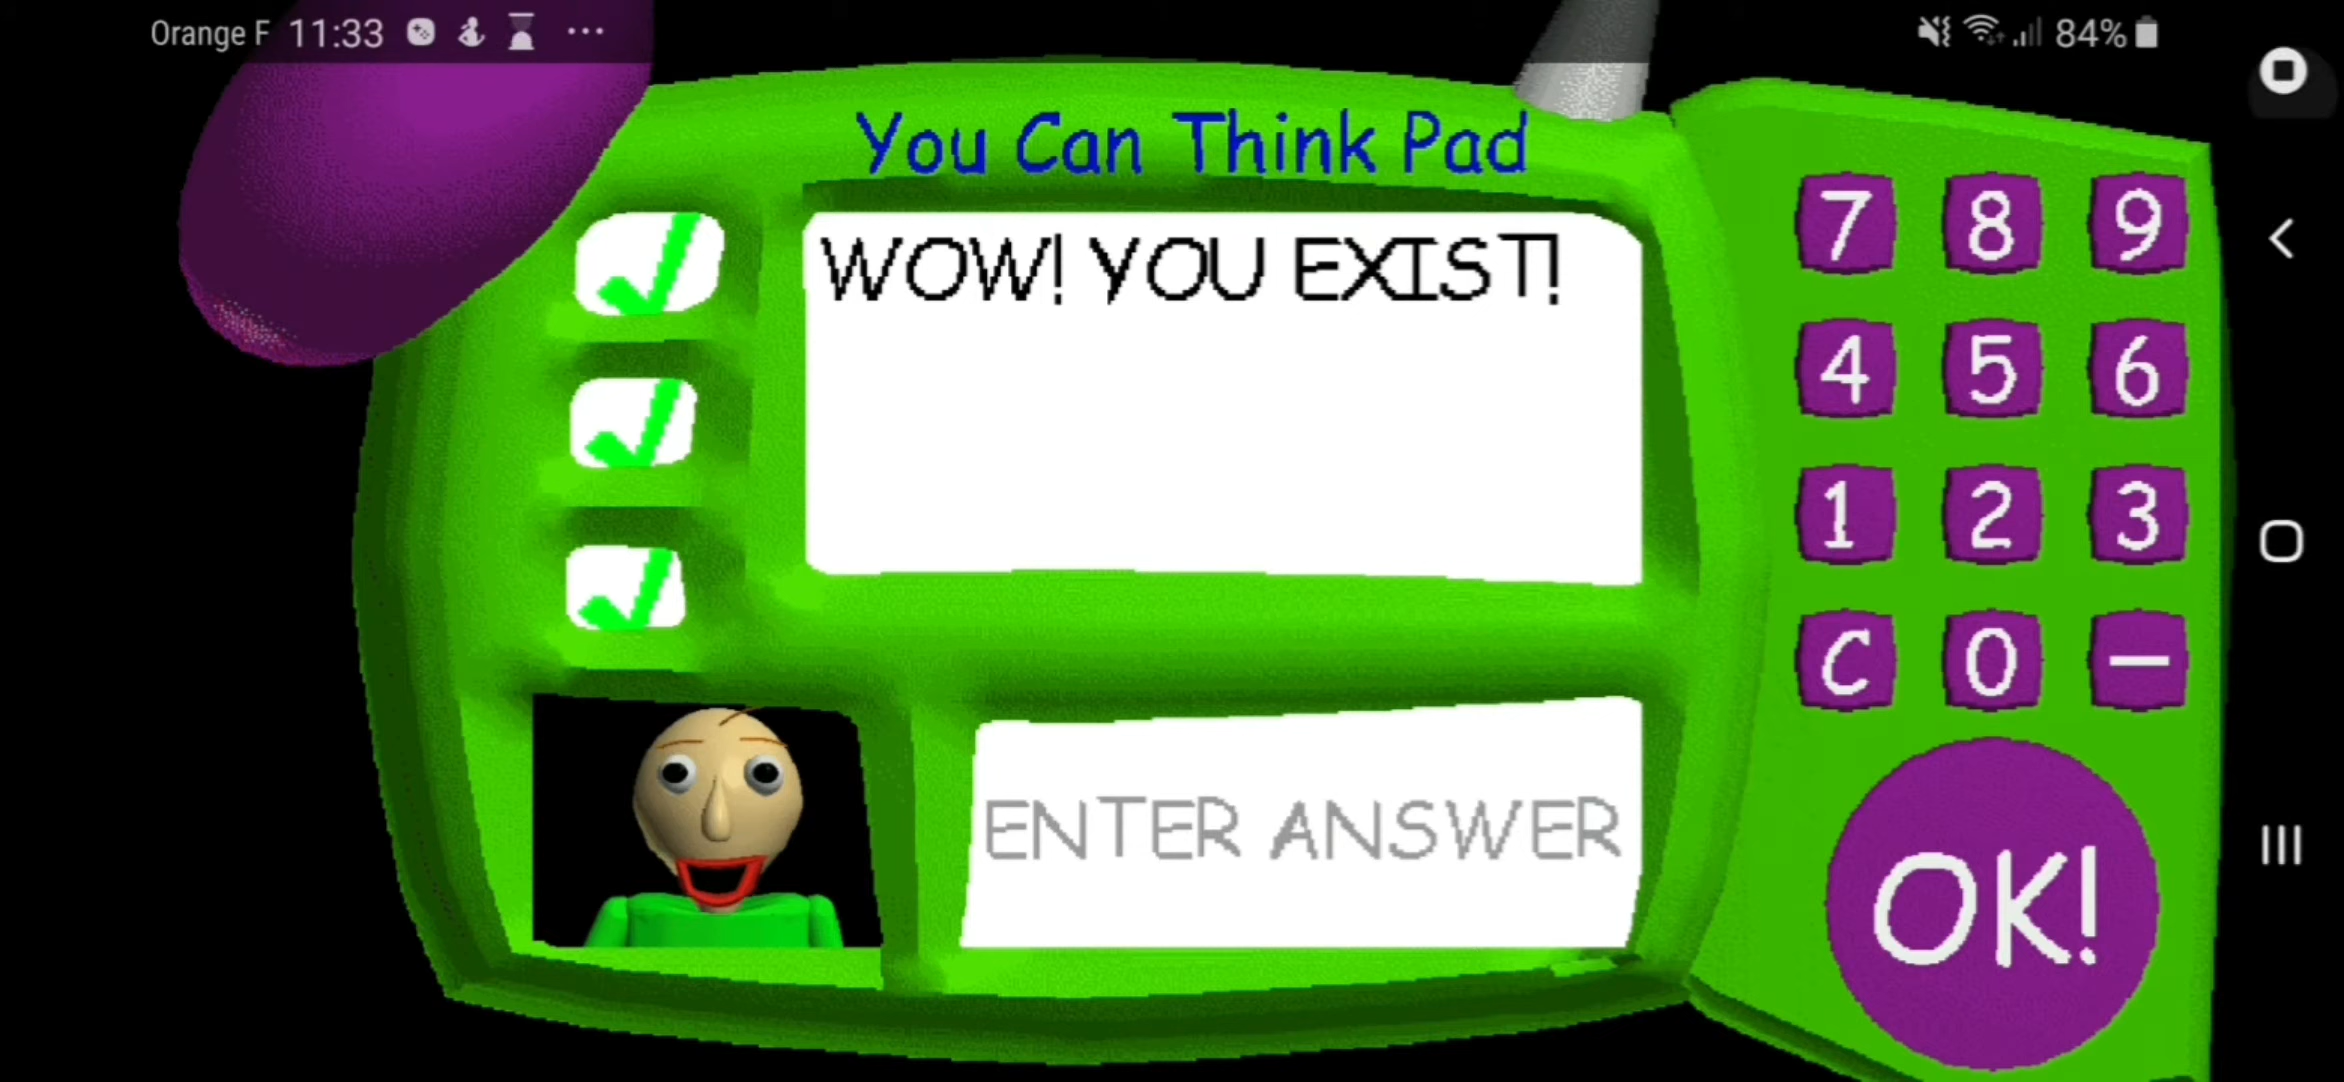 Orange F 11:33 84%
You Can Think Pad
WOW! YOU EXIST!
7 8 9
4 5 6
1 2 3
C 0 –
ENTER ANSWER
OK!